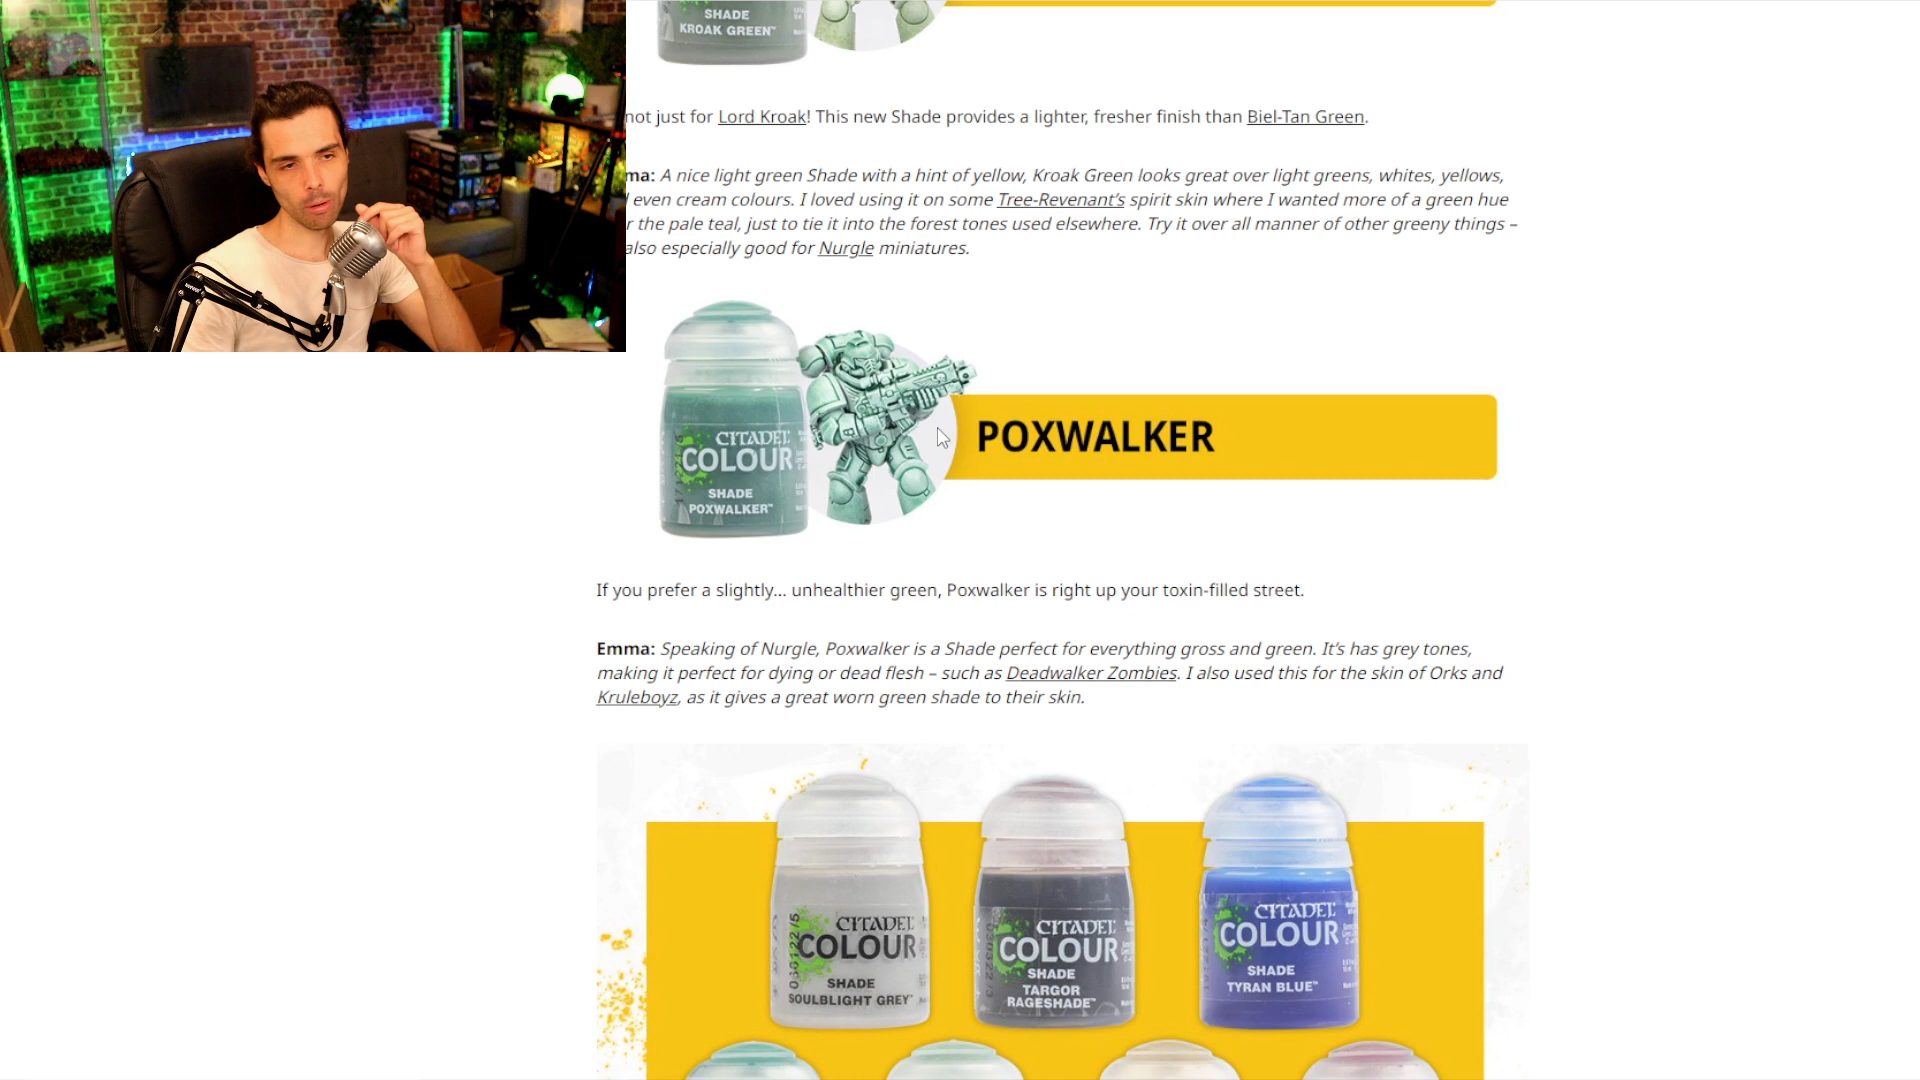 SHADE
KROAK GREEN™
not just for Lord Kroak! This new Shade provides a lighter, fresher finish than Biel-Tan Green.
ma: A nice light green Shade with a hint of yellow, Kroak Green looks great over light greens, whites, yellows,
even cream colours. I loved using it on some Tree-Revenant’s spirit skin where I wanted more of a green hue
r the pale teal, just to tie it into the forest tones used elsewhere. Try it over all manner of other greeny things –
also especially good for Nurgle miniatures.
CITADEL
COLOUR
SHADE
POXWALKER™
POXWALKER
If you prefer a slightly… unhealthier green, Poxwalker is right up your toxin-filled street.
Emma: Speaking of Nurgle, Poxwalker is a Shade perfect for everything gross and green. It’s has grey tones,
making it perfect for dying or dead flesh – such as Deadwalker Zombies. I also used this for the skin of Orks and
Kruleboyz, as it gives a great worn green shade to their skin.
CITADEL
COLOUR
SHADE
SOULBLIGHT GREY™
CITADEL
COLOUR
SHADE
TARGOR
RAGESHADE™
CITADEL
COLOUR
SHADE
TYRAN BLUE™